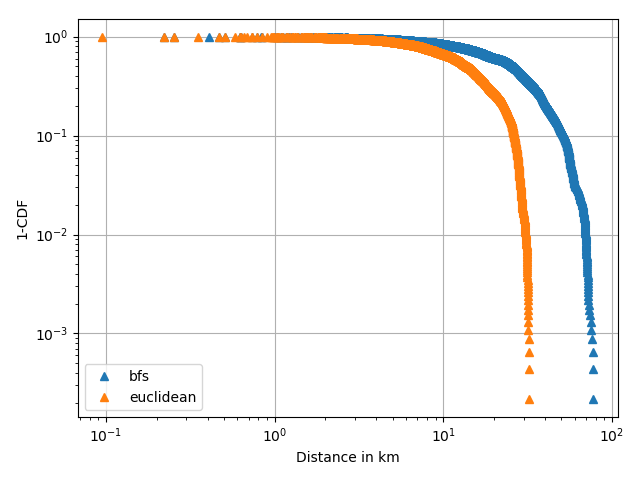 10⁰
10⁻¹
10⁻²
10⁻³
1-CDF
bfs
euclidean
10⁻¹ 10⁰ 10¹ 10²
Distance in km